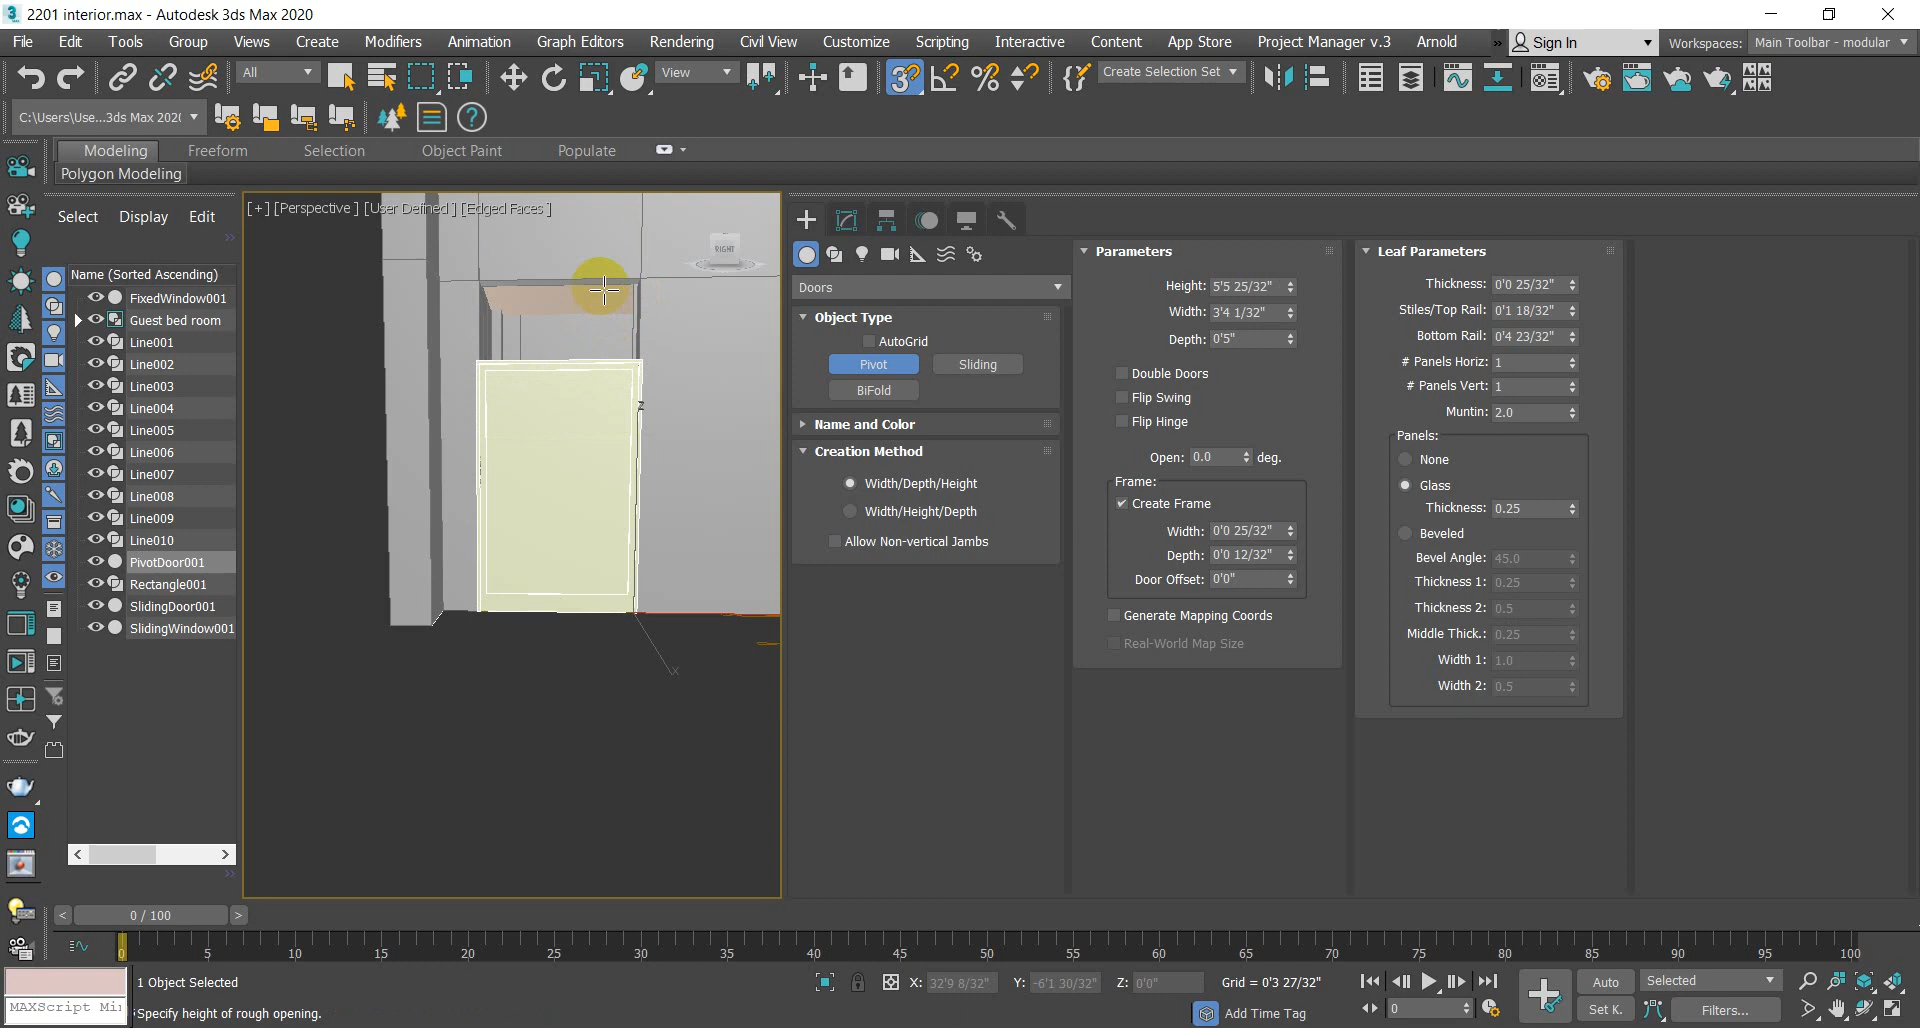 2201 interior.max - Autodesk 3ds Max 2020
File Edit Tools Group Views Create Modifiers Animation Graph Editors Rendering Civil View Customize Scripting Interactive Content App Store Project Manager v.3 Arnold » Sign In Workspaces: Main Toolbar - modular
All View Create Selection Set
C:\Users\Use...3ds Max 202(
Modeling Freeform Selection Object Paint Populate
Polygon Modeling
Select Display Edit
Name (Sorted Ascending)
FixedWindow001
Guest bed room
Line001
Line002
Line003
Line004
Line005
Line006
Line007
Line008
Line009
Line010
PivotDoor001
Rectangle001
SlidingDoor001
SlidingWindow001
[+] [Perspective ] [User Defined ] [Edged Faces ]
RIGHT
Z
X
Doors
Object Type
AutoGrid
Pivot Sliding
BiFold
Name and Color
Creation Method
Width/Depth/Height
Width/Height/Depth
Allow Non-vertical Jambs
Parameters
Height: 5'5 25/32"
Width: 3'4 1/32"
Depth: 0'5"
Double Doors
Flip Swing
Flip Hinge
Open: 0.0 deg.
Frame:
Create Frame
Width: 0'0 25/32"
Depth: 0'0 12/32"
Door Offset: 0'0"
Generate Mapping Coords
Real-World Map Size
Leaf Parameters
Thickness: 0'0 25/32"
Stiles/Top Rail: 0'1 18/32"
Bottom Rail: 0'4 23/32"
# Panels Horiz: 1
# Panels Vert: 1
Muntin: 2.0
Panels:
None
Glass
Thickness: 0.25
Beveled
Bevel Angle: 45.0
Thickness 1: 0.25
Thickness 2: 0.5
Middle Thick.: 0.25
Width 1: 1.0
Width 2: 0.5
< 0 / 100 >
0 5 10 15 20 25 30 35 40 45 50 55 60 65 70 75 80 85 90 95 100
1 Object Selected X: 32'9 8/32" Y: -6'1 30/32" Z: 0'0" Grid = 0'3 27/32" Auto Selected
MAXScript Mi: Specify height of rough opening. Add Time Tag 0 Set K. Filters...